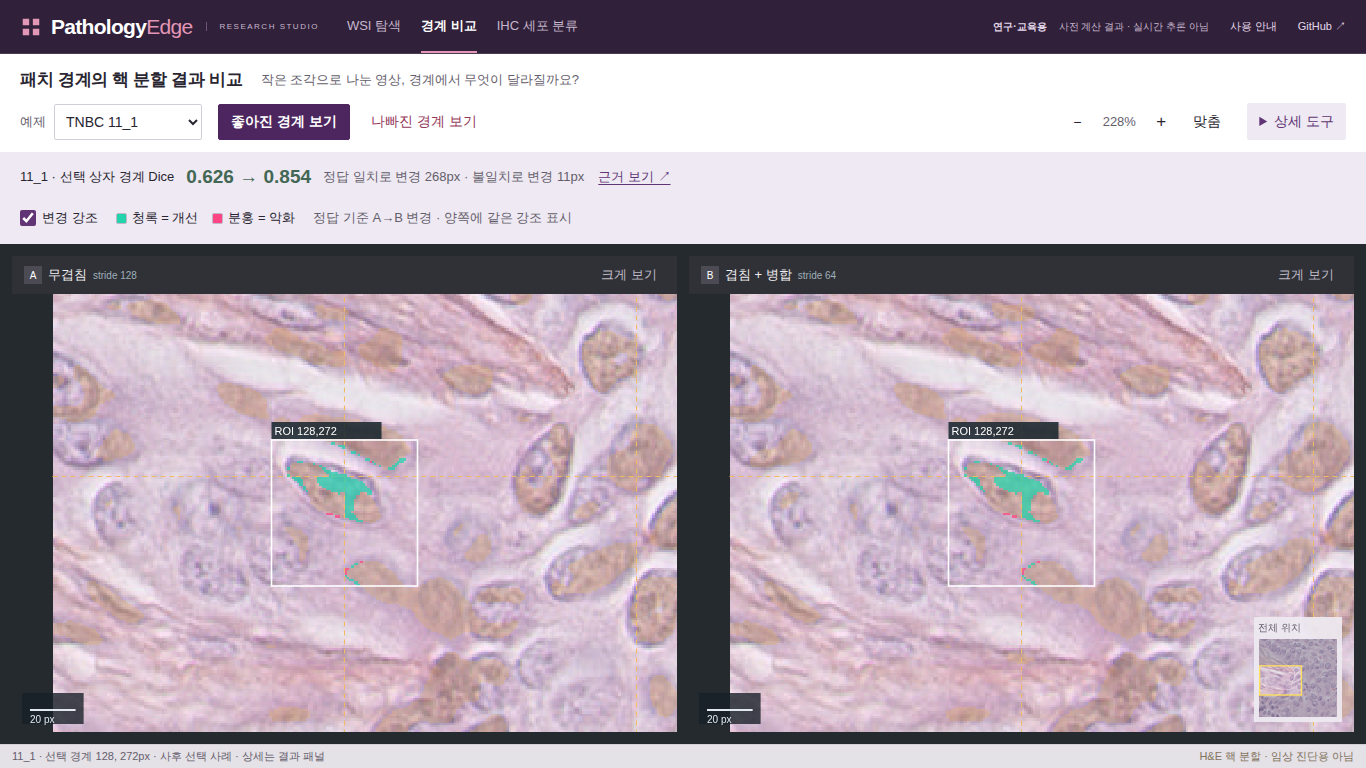 PathologyEdge RESEARCH STUDIO WSI 탐색 경계 비교 IHC 세포 분류 연구·교육용 사전 계산 결과 · 실시간 추론 아님 사용 안내 GitHub ↗
패치 경계의 핵 분할 결과 비교 작은 조각으로 나눈 영상, 경계에서 무엇이 달라질까요?
예제 TNBC 11_1 좋아진 경계 보기 나빠진 경계 보기 − 228% + 맞춤 ▶ 상세 도구
11_1 · 선택 상자 경계 Dice 0.626 → 0.854 정답 일치로 변경 268px · 불일치로 변경 11px 근거 보기 ↗
변경 강조 청록 = 개선 분홍 = 악화 정답 기준 A→B 변경 · 양쪽에 같은 강조 표시
A 무겹침 stride 128 크게 보기
B 겹침 + 병합 stride 64 크게 보기
ROI 128,272
ROI 128,272
전체 위치
20 px
20 px
11_1 · 선택 경계 128, 272px · 사후 선택 사례 · 상세는 결과 패널
H&E 핵 분할 · 임상 진단용 아님